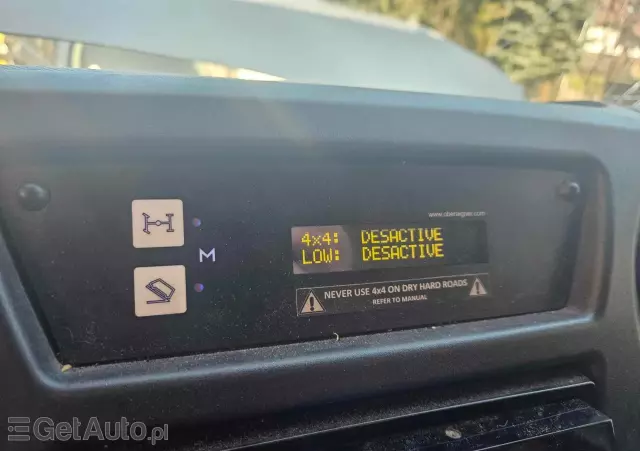 M
4x4: DESACTIVE
LOW: DESACTIVE
NEVER USE 4x4 ON DRY HARD ROADS
REFER TO MANUAL
GetAuto.pl